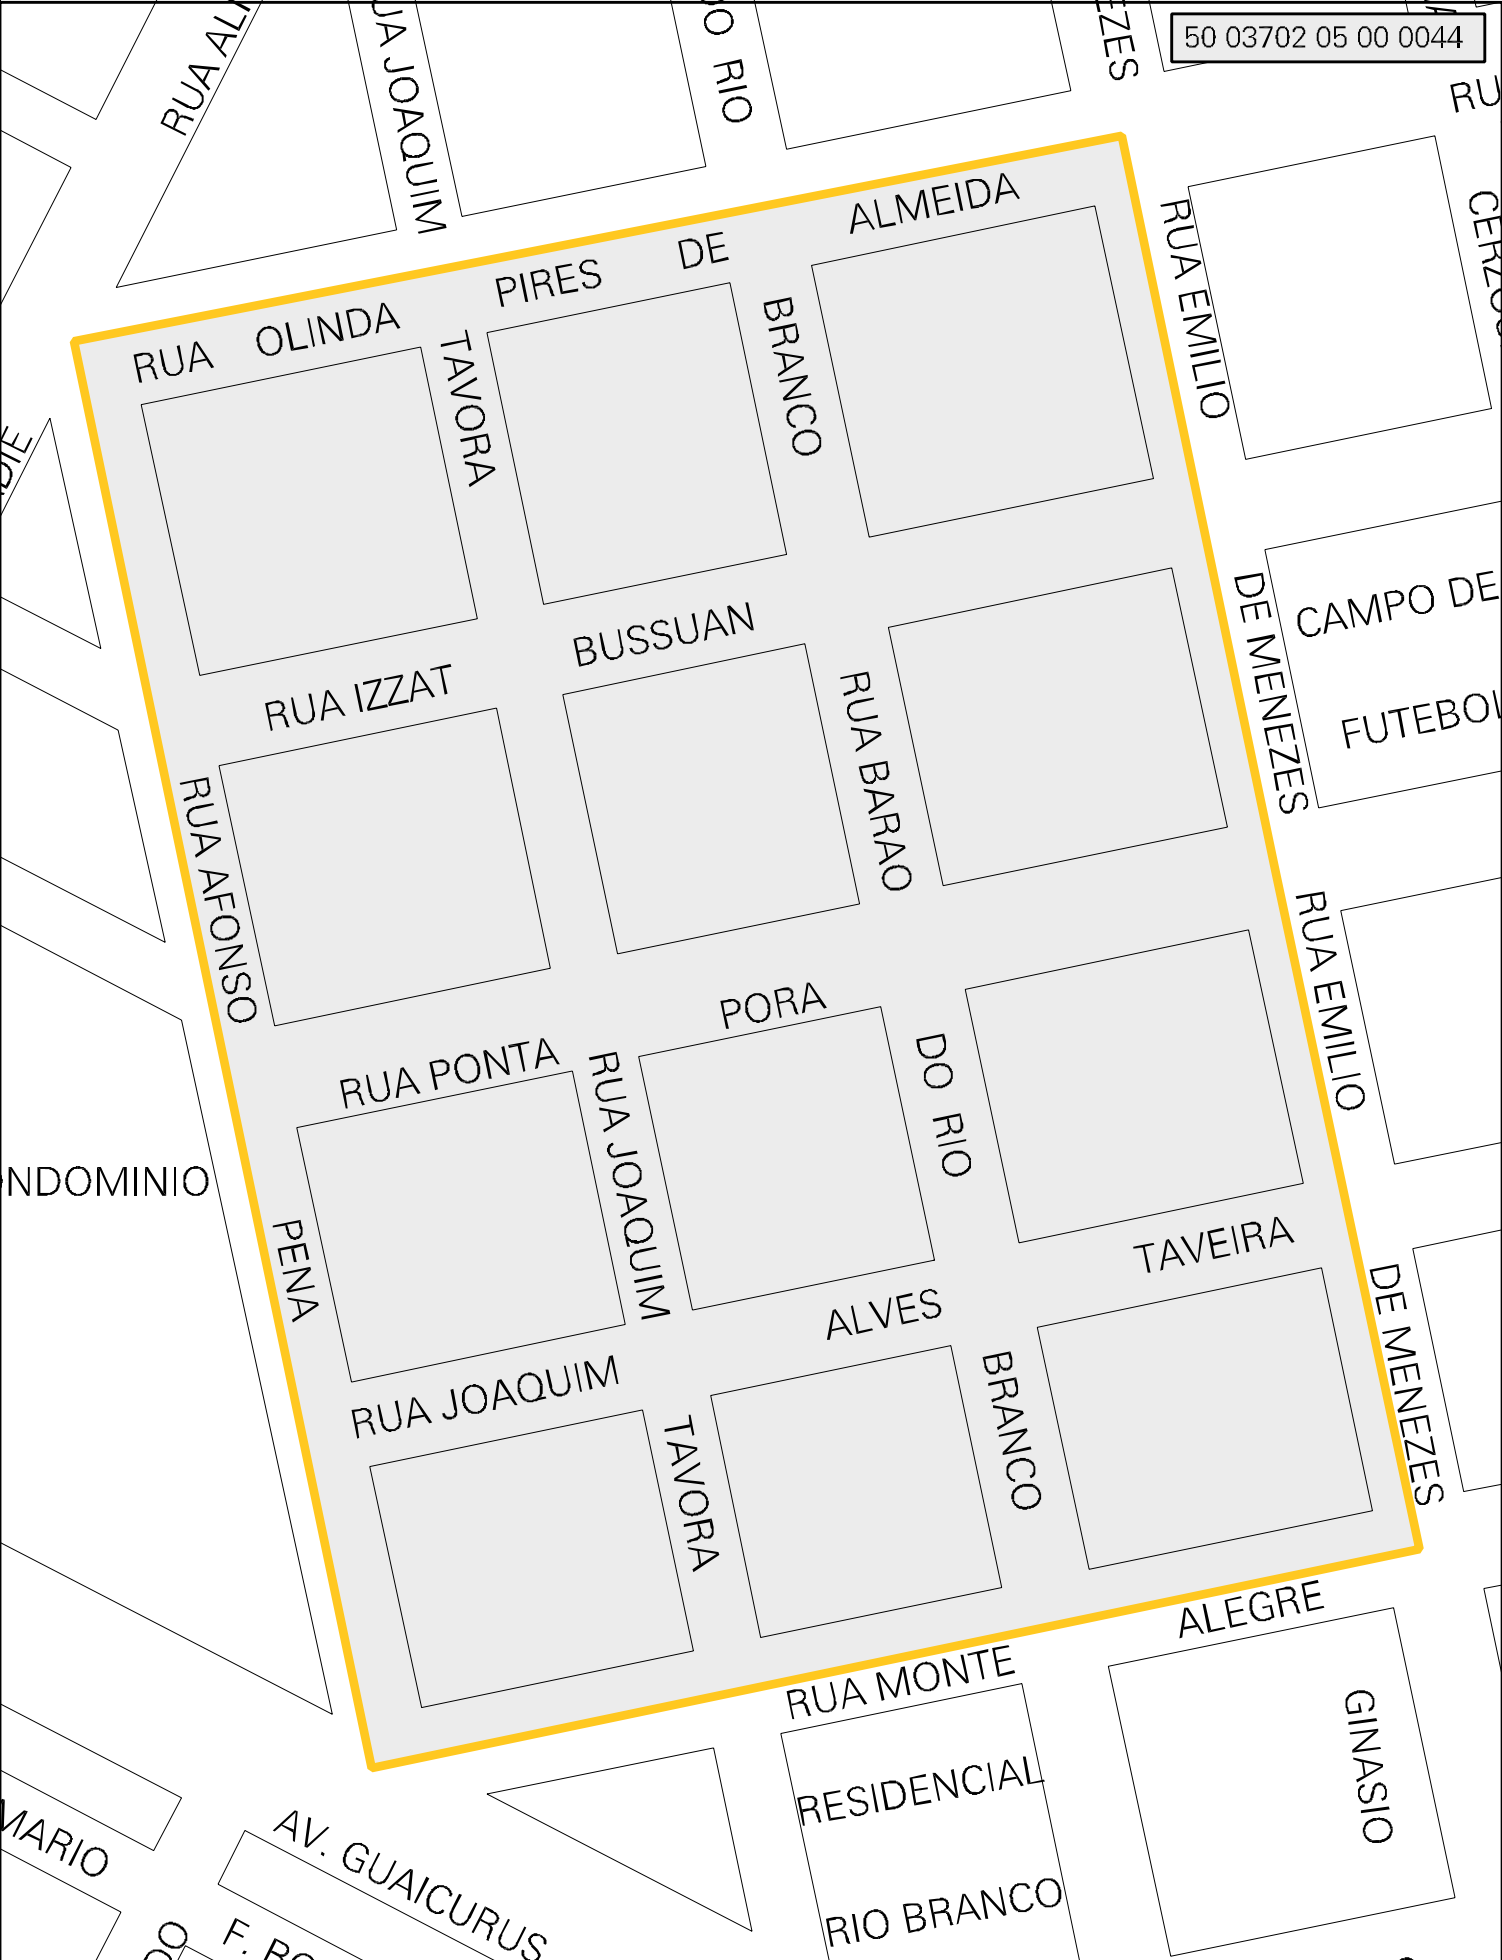 50 03702 05 00 0044
RUA JOAQUIM
DO RIO
RUA OLINDA PIRES DE ALMEIDA
TAVORA
BRANCO
RUA EMILIO
DE MENEZES
CAMPO DE
RUA IZZAT BUSSUAN
RUA BARAO
RUA AFONSO
PENA
RUA PONTA PORA
RUA JOAQUIM
DO RIO
RUA EMILIO
DE MENEZES
RUA JOAQUIM ALVES TAVEIRA
TAVORA
BRANCO
RUA MONTE ALEGRE
RESIDENCIAL
RIO BRANCO
GINASIO
MARIO
AV. GUAICURUS